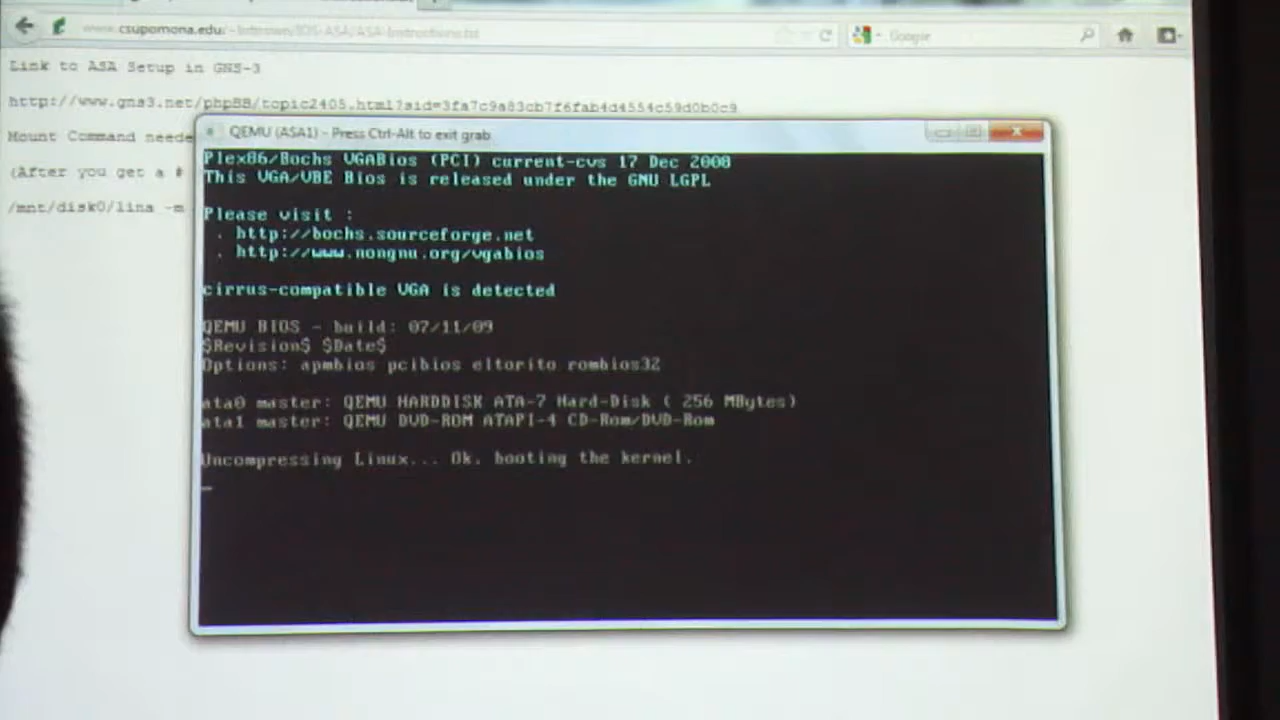 www.csupomona.edu/
Google
Link to ASA Setup in GNS-3
http://www.gns3.net/phpBB/topic2405.html?sid=3fa7c9a83cb7f6fab4d4554c59d0b0c9
Mount Command neede
(After you get a #
/mnt/disk0/lina -m
QEMU (ASA1) - Press Ctrl-Alt to exit grab
Plex86/Bochs VGABios (PCI) current-cvs 17 Dec 2008
This VGA/VBE Bios is released under the GNU LGPL
Please visit :
. http://bochs.sourceforge.net
. http://www.nongnu.org/vgabios
cirrus-compatible VGA is detected
QEMU BIOS - build: 07/11/09
$Revision$ $Date$
Options: apmbios pcibios eltorito rombios32
ata0 master: QEMU HARDDISK ATA-7 Hard-Disk ( 256 MBytes)
ata1 master: QEMU DVD-ROM ATAPI-4 CD-Rom/DVD-Rom
Uncompressing Linux... Ok, booting the kernel.